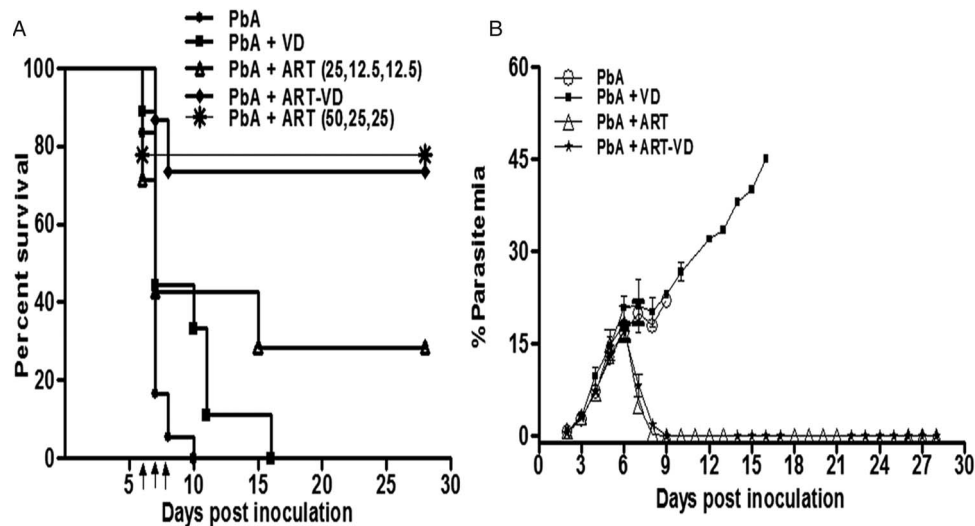 A
PbA
PbA + VD
PbA + ART (25,12.5,12.5)
PbA + ART-VD
PbA + ART (50,25,25)
Percent survival
100
80
60
40
20
0
5 10 15 20 25 30
Days post inoculation
B
PbA
PbA + VD
PbA + ART
PbA + ART-VD
% Parasitemia
60
45
30
15
0
0 3 6 9 12 15 18 21 24 27 30
Days post inoculation